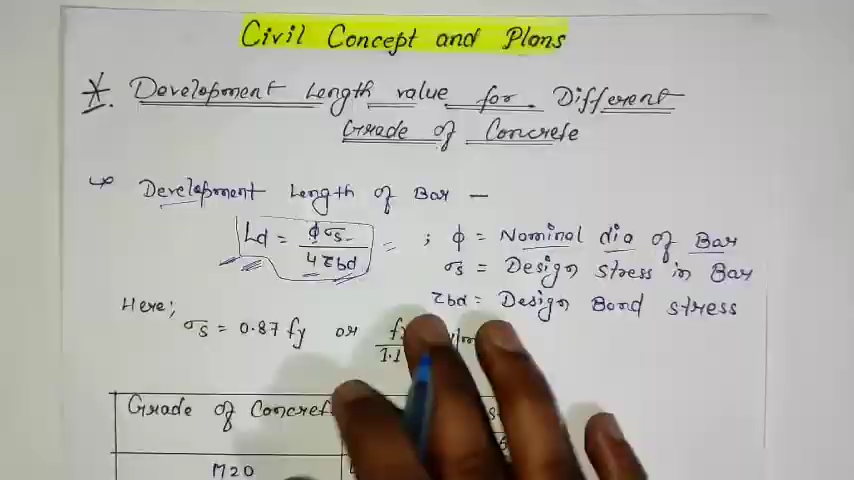 Civil Concept and Plans
*. Development Length value for. Different
Grade of Concrete
↪ Development Length of Bar —
Ld = ϕσs / 4τbd = ; ϕ = Nominal dia of Bar
σs = Design stress in Bar
τbd = Design Bond stress
Here;
σs = 0.87 fy or
Grade of
M20